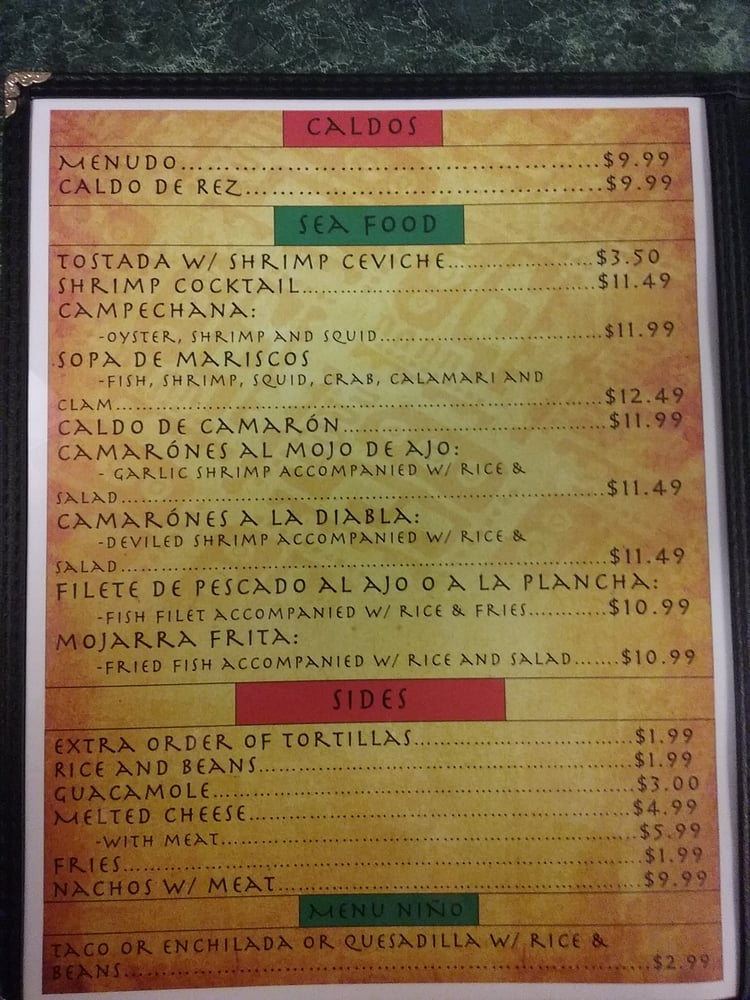 CALDOS
MENUDO.......................................$9.99
CALDO DE REZ.................................$9.99
SEA FOOD
TOSTADA W/ SHRIMP CEVICHE..................$3.50
SHRIMP COCKTAIL..............................$11.49
CAMPECHANA:
-OYSTER, SHRIMP AND SQUID....................$11.99
SOPA DE MARISCOS
-FISH, SHRIMP, SQUID, CRAB, CALAMARI AND
CLAM.........................................$12.49
CALDO DE CAMARÓN.............................$11.99
CAMARÓNES AL MOJO DE AJO:
- GARLIC SHRIMP ACCOMPANIED W/ RICE &
SALAD........................................$11.49
CAMARÓNES A LA DIABLA:
-DEVILED SHRIMP ACCOMPANIED W/ RICE &
SALAD........................................$11.49
FILETE DE PESCADO AL AJO O A LA PLANCHA:
-FISH FILET ACCOMPANIED W/ RICE & FRIES..........$10.99
MOJARRA FRITA:
-FRIED FISH ACCOMPANIED W/ RICE AND SALAD.......$10.99
SIDES
EXTRA ORDER OF TORTILLAS.....................$1.99
RICE AND BEANS...............................$1.99
GUACAMOLE....................................$3.00
MELTED CHEESE................................$4.99
-WITH MEAT...................................$5.99
FRIES........................................$1.99
NACHOS W/ MEAT...............................$9.99
MENU NIÑO
TACO OR ENCHILADA OR QUESADILLA W/ RICE &
BEANS........................................$2.99